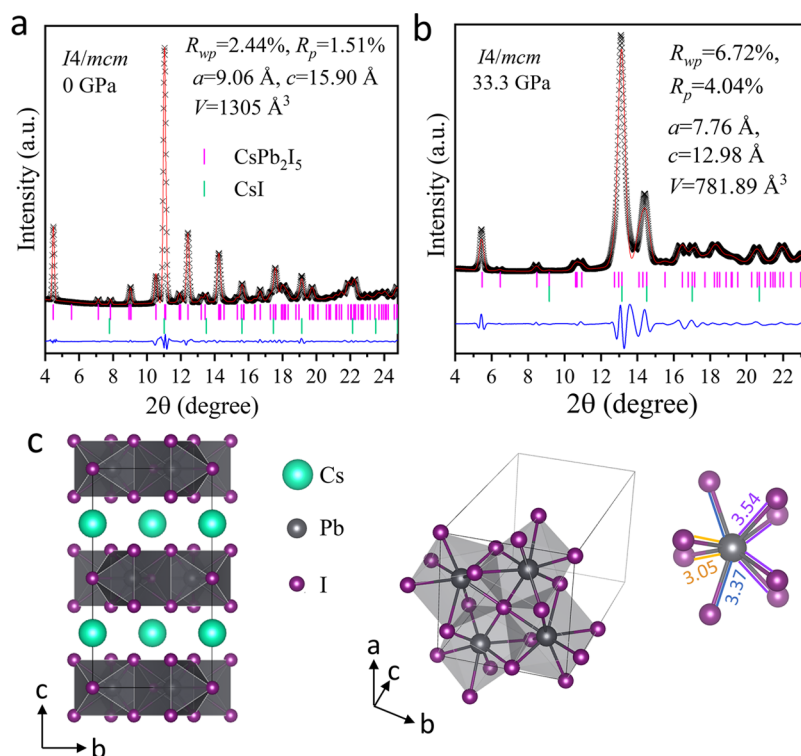 a
I4/mcm
0 GPa
Rwp=2.44%, Rp=1.51%
a=9.06 Å, c=15.90 Å
V=1305 Å³
CsPb₂I₅
CsI
Intensity (a.u.)
4 6 8 10 12 14 16 18 20 22 24
2θ (degree)
b
I4/mcm
33.3 GPa
Rwp=6.72%,
Rp=4.04%
a=7.76 Å,
c=12.98 Å
V=781.89 Å³
Intensity (a.u.)
4 6 8 10 12 14 16 18 20 22
2θ (degree)
c
Cs
Pb
I
c
b
a
c
b
3.54
3.05
3.37